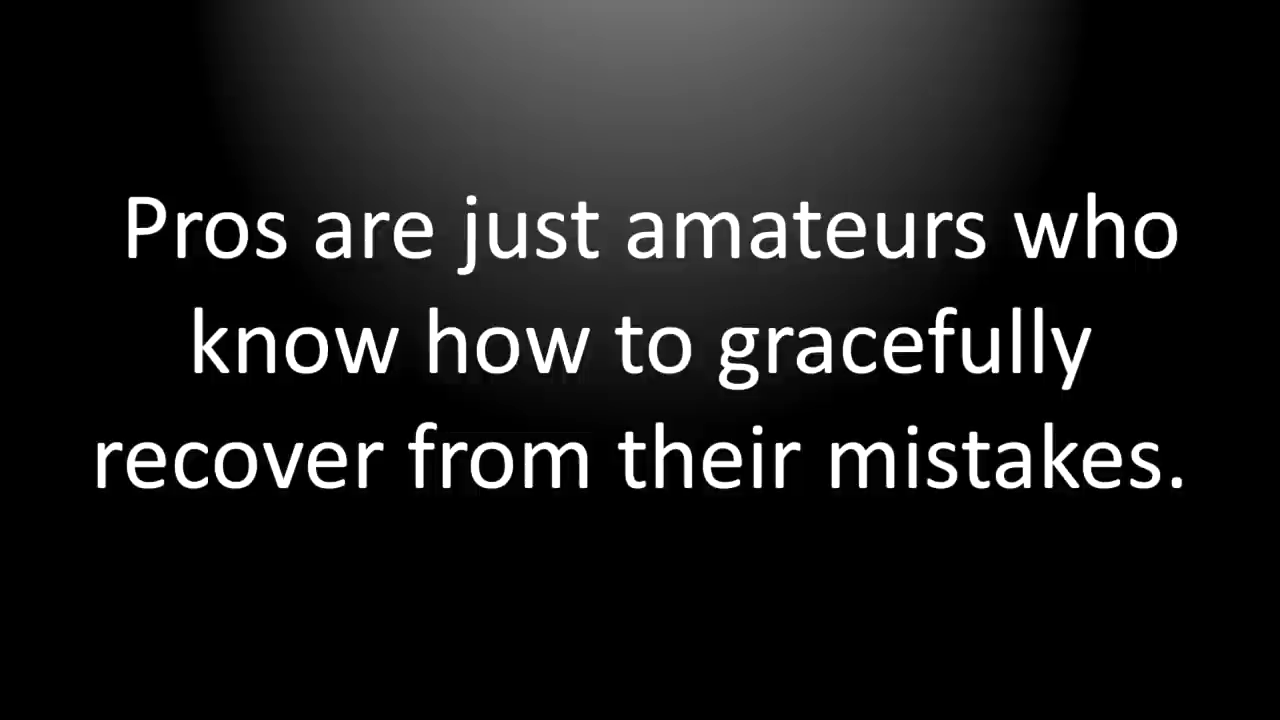 Pros are just amateurs who
know how to gracefully
recover from their mistakes.